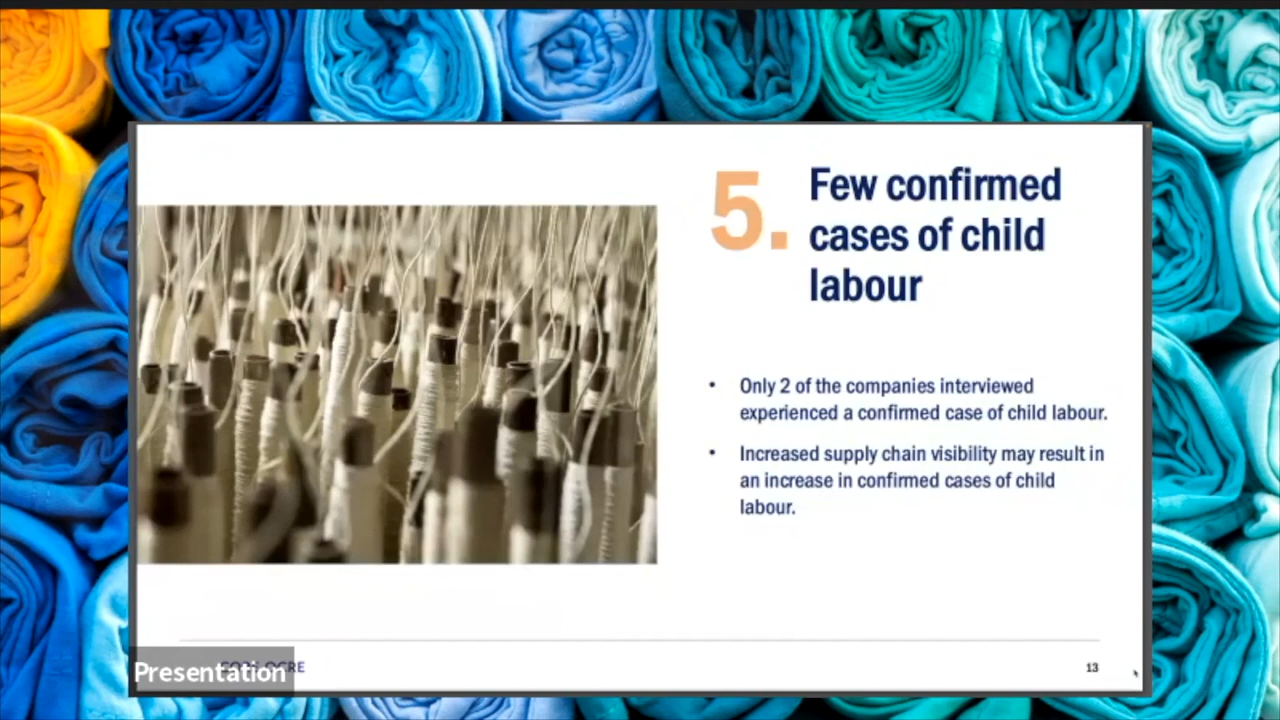 5.
Few confirmed
cases of child
labour
• Only 2 of the companies interviewed
experienced a confirmed case of child labour.
• Increased supply chain visibility may result in
an increase in confirmed cases of child
labour.
Presentation
13